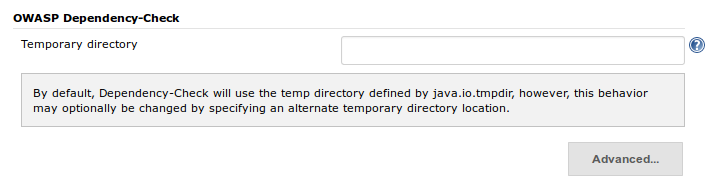 OWASP Dependency-Check
Temporary directory
?
By default, Dependency-Check will use the temp directory defined by java.io.tmpdir, however, this behavior
may optionally be changed by specifying an alternate temporary directory location.
Advanced...